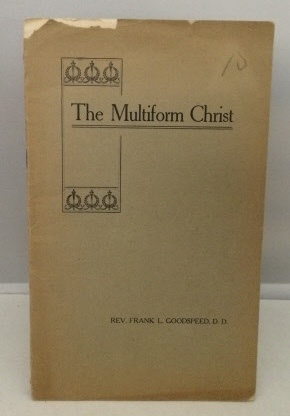 10
The Multiform Christ
REV. FRANK L. GOODSPEED, D. D.